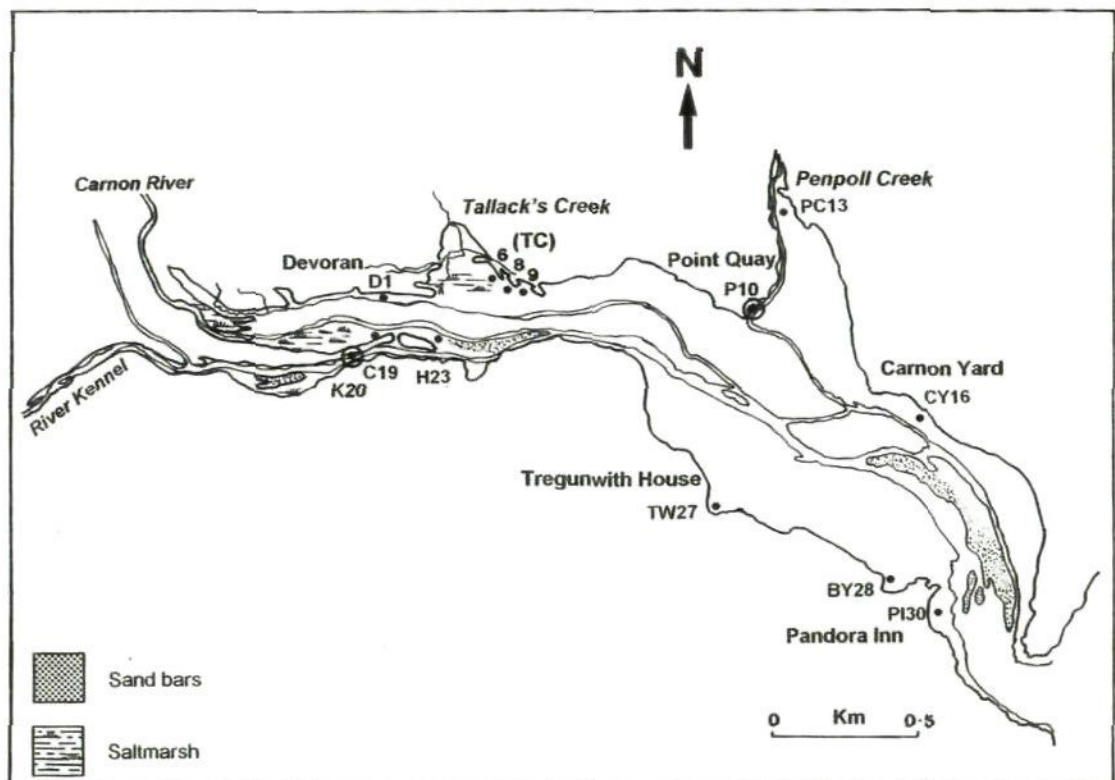 N
Carnon River
Penpoll Creek
PC13
Tallack's Creek
(TC)
6
8
9
Devoran
D1
Point Quay
P10
C19
H23
K20
River Kennel
Carnon Yard
CY16
Tregunwith House
TW27
BY28
PI30
Pandora Inn
Sand bars
Saltmarsh
0 Km 0·5